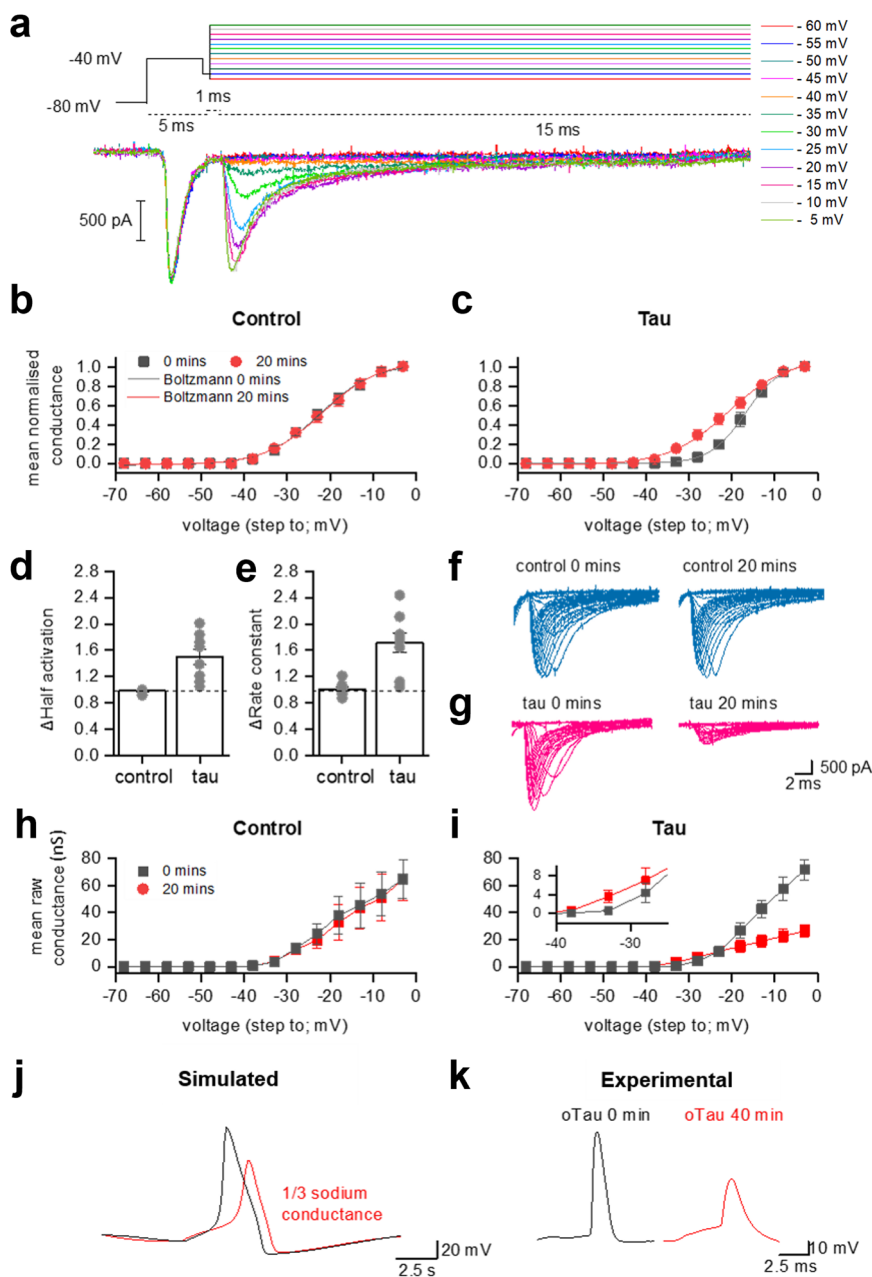 a
-40 mV
-80 mV
1 ms
5 ms
15 ms
500 pA
- 60 mV
- 55 mV
- 50 mV
- 45 mV
- 40 mV
- 35 mV
- 30 mV
- 25 mV
- 20 mV
- 15 mV
- 10 mV
- 5 mV
b
Control
mean normalised
conductance
1.0
0.8
0.6
0.4
0.2
0.0
0 mins
20 mins
Boltzmann 0 mins
Boltzmann 20 mins
-70 -60 -50 -40 -30 -20 -10 0
voltage (step to; mV)
c
Tau
1.0
0.8
0.6
0.4
0.2
0.0
-70 -60 -50 -40 -30 -20 -10 0
voltage (step to; mV)
d
ΔHalf activation
2.8
2.4
2.0
1.6
1.2
0.8
0.4
0.0
control tau
e
ΔRate constant
2.8
2.4
2.0
1.6
1.2
0.8
0.4
0.0
control tau
f
control 0 mins
control 20 mins
g
tau 0 mins
tau 20 mins
500 pA
2 ms
h
Control
mean raw
conductance (nS)
80
60
40
20
0
0 mins
20 mins
-70 -60 -50 -40 -30 -20 -10 0
voltage (step to; mV)
i
Tau
80
60
40
20
0
8
4
0
-40 -30
-70 -60 -50 -40 -30 -20 -10 0
voltage (step to; mV)
j
Simulated
1/3 sodium
conductance
20 mV
2.5 s
k
Experimental
oTau 0 min
oTau 40 min
10 mV
2.5 ms